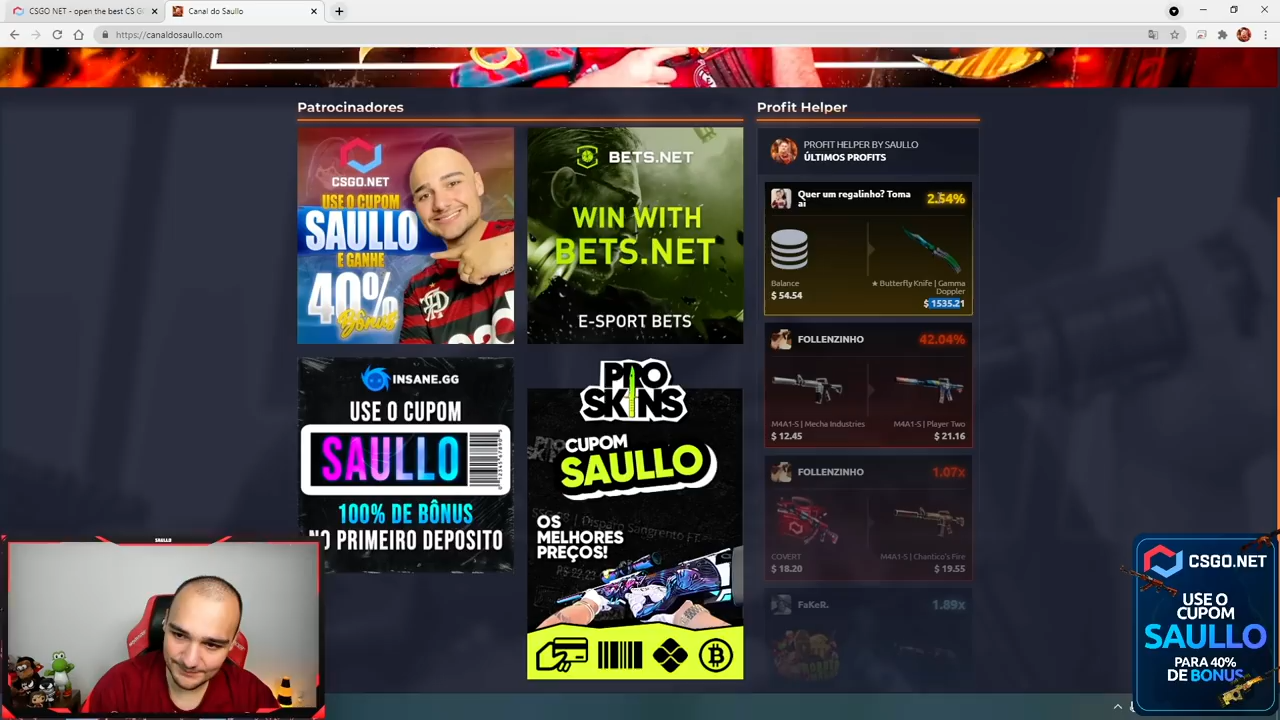 CSGO NET - open the best CS G
Canal do Saullo
https://canaldosaullo.com
Patrocinadores
Profit Helper
CSGO.NET
USE O CUPOM
SAULLO
E GANHE
40%
Bônus
BETS.NET
WIN WITH
BETS.NET
E-SPORT BETS
PROFIT HELPER BY SAULLO
ÚLTIMOS PROFITS
Quer um regalinho? Toma
aí
2.54%
Balance
$ 54.54
★ Butterfly Knife | Gamma
Doppler
$ 1535.21
FOLLENZINHO
42.04%
M4A1-S | Mecha Industries
$ 12.45
M4A1-S | Player Two
$ 21.16
FOLLENZINHO
1.07x
COVERT
$ 18.20
M4A1-S | Chantico's Fire
$ 19.55
FaKeR.
1.89x
INSANE.GG
USE O CUPOM
SAULLO
100% DE BÔNUS
NO PRIMEIRO DEPOSITO
PRO
SKINS
CUPOM
SAULLO
OS
MELHORES
PREÇOS!
SAULLO
CSGO.NET
USE O
CUPOM
SAULLO
PARA 40%
DE BONUS